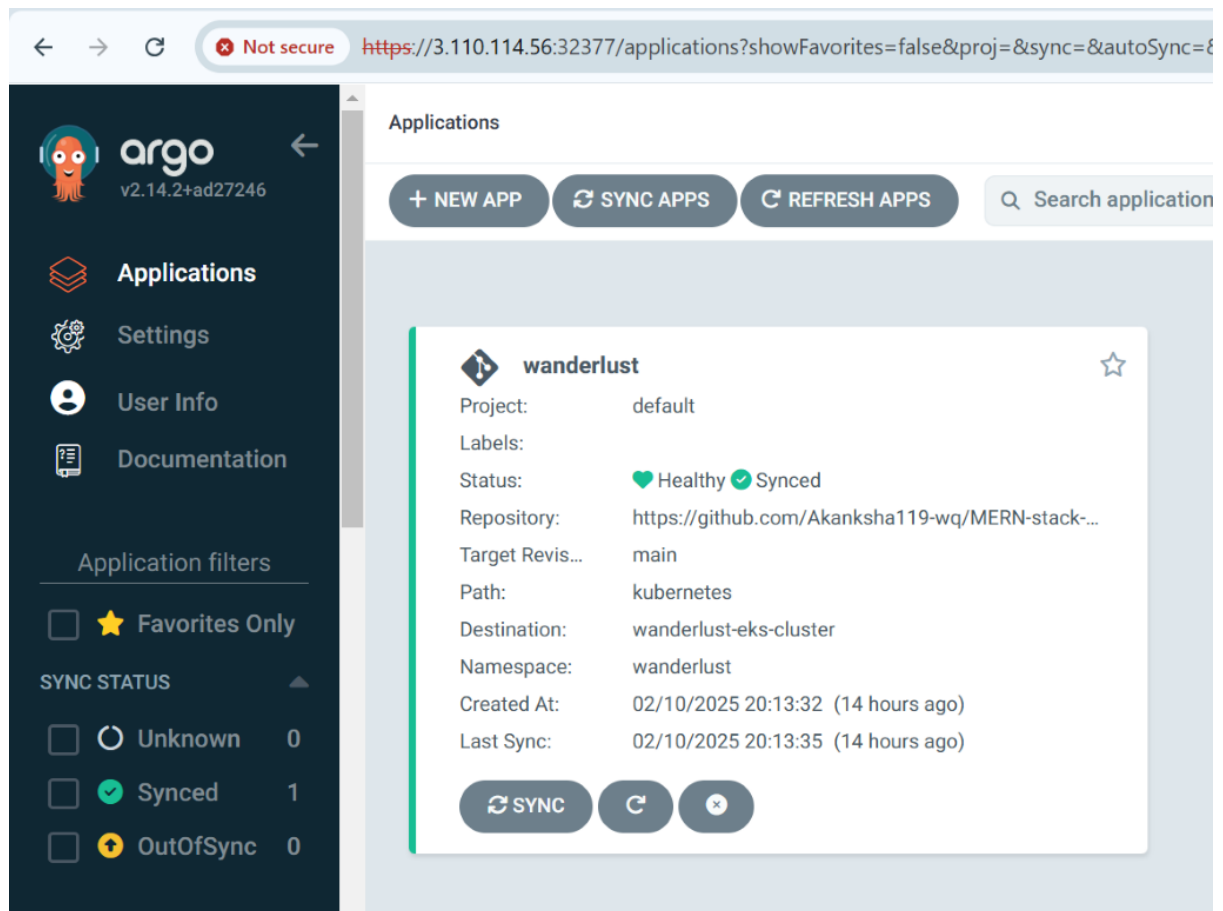 Not secure https://3.110.114.56:32377/applications?showFavorites=false&proj=&sync=&autoSync=&
argo
v2.14.2+ad27246
Applications
Settings
User Info
Documentation
Application filters
Favorites Only
SYNC STATUS
Unknown 0
Synced 1
OutOfSync 0
Applications
+ NEW APP SYNC APPS REFRESH APPS Search application
wanderlust
Project: default
Labels:
Status: Healthy Synced
Repository: https://github.com/Akanksha119-wq/MERN-stack-...
Target Revis... main
Path: kubernetes
Destination: wanderlust-eks-cluster
Namespace: wanderlust
Created At: 02/10/2025 20:13:32 (14 hours ago)
Last Sync: 02/10/2025 20:13:35 (14 hours ago)
SYNC